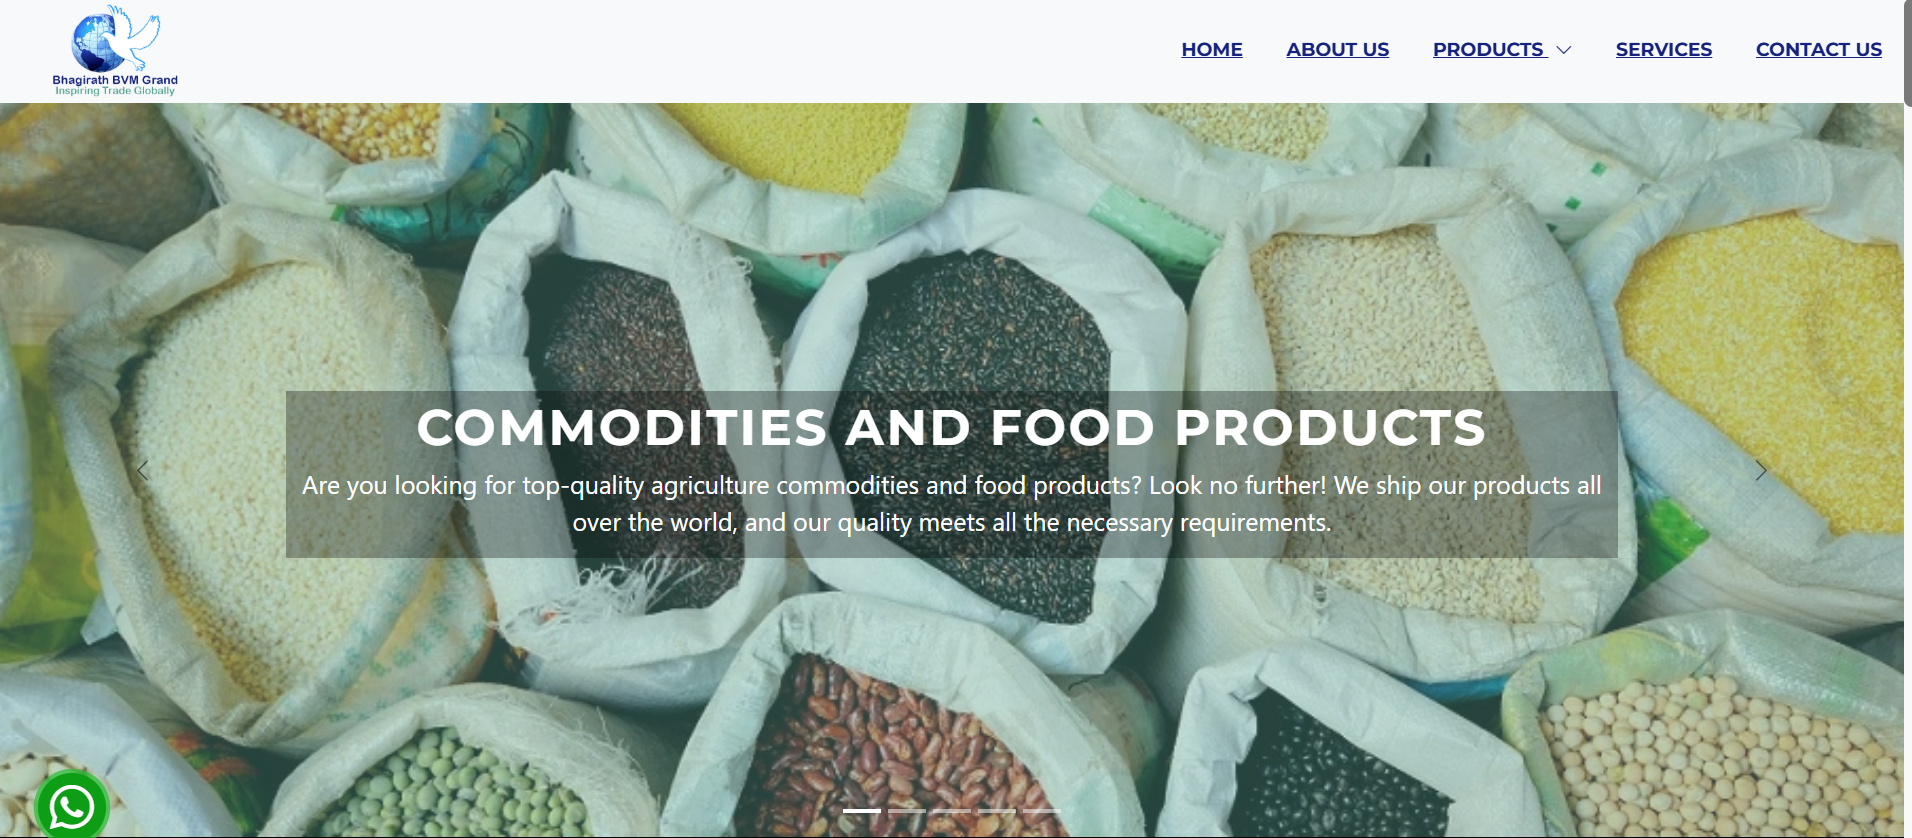 Bhagirath BVM Grand
Inspiring Trade Globally
HOME ABOUT US PRODUCTS SERVICES CONTACT US
COMMODITIES AND FOOD PRODUCTS
Are you looking for top-quality agriculture commodities and food products? Look no further! We ship our products all
over the world, and our quality meets all the necessary requirements.